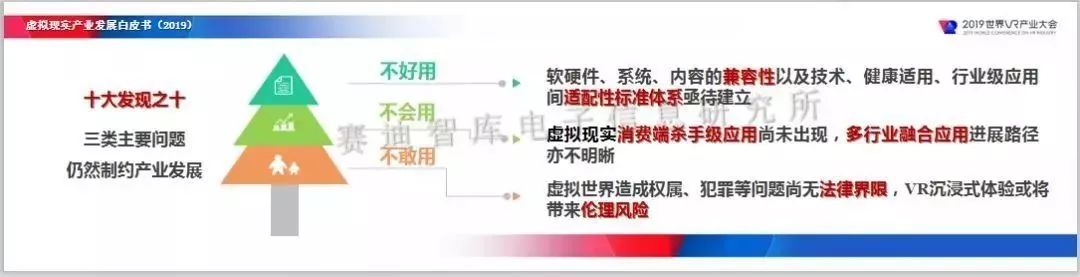 虚拟现实产业发展白皮书（2019）
2019世界VR产业大会
2019 WORLD CONFERENCE ON VR INDUSTRY
十大发现之十
三类主要问题
仍然制约产业发展
不好用
不会用
不敢用
软硬件、系统、内容的兼容性以及技术、健康适用、行业级应用
间适配性标准体系亟待建立
虚拟现实消费端杀手级应用尚未出现，多行业融合应用进展路径
亦不明晰
虚拟世界造成权属、犯罪等问题尚无法律界限，VR沉浸式体验或将
带来伦理风险
赛迪智库电子信息研究所